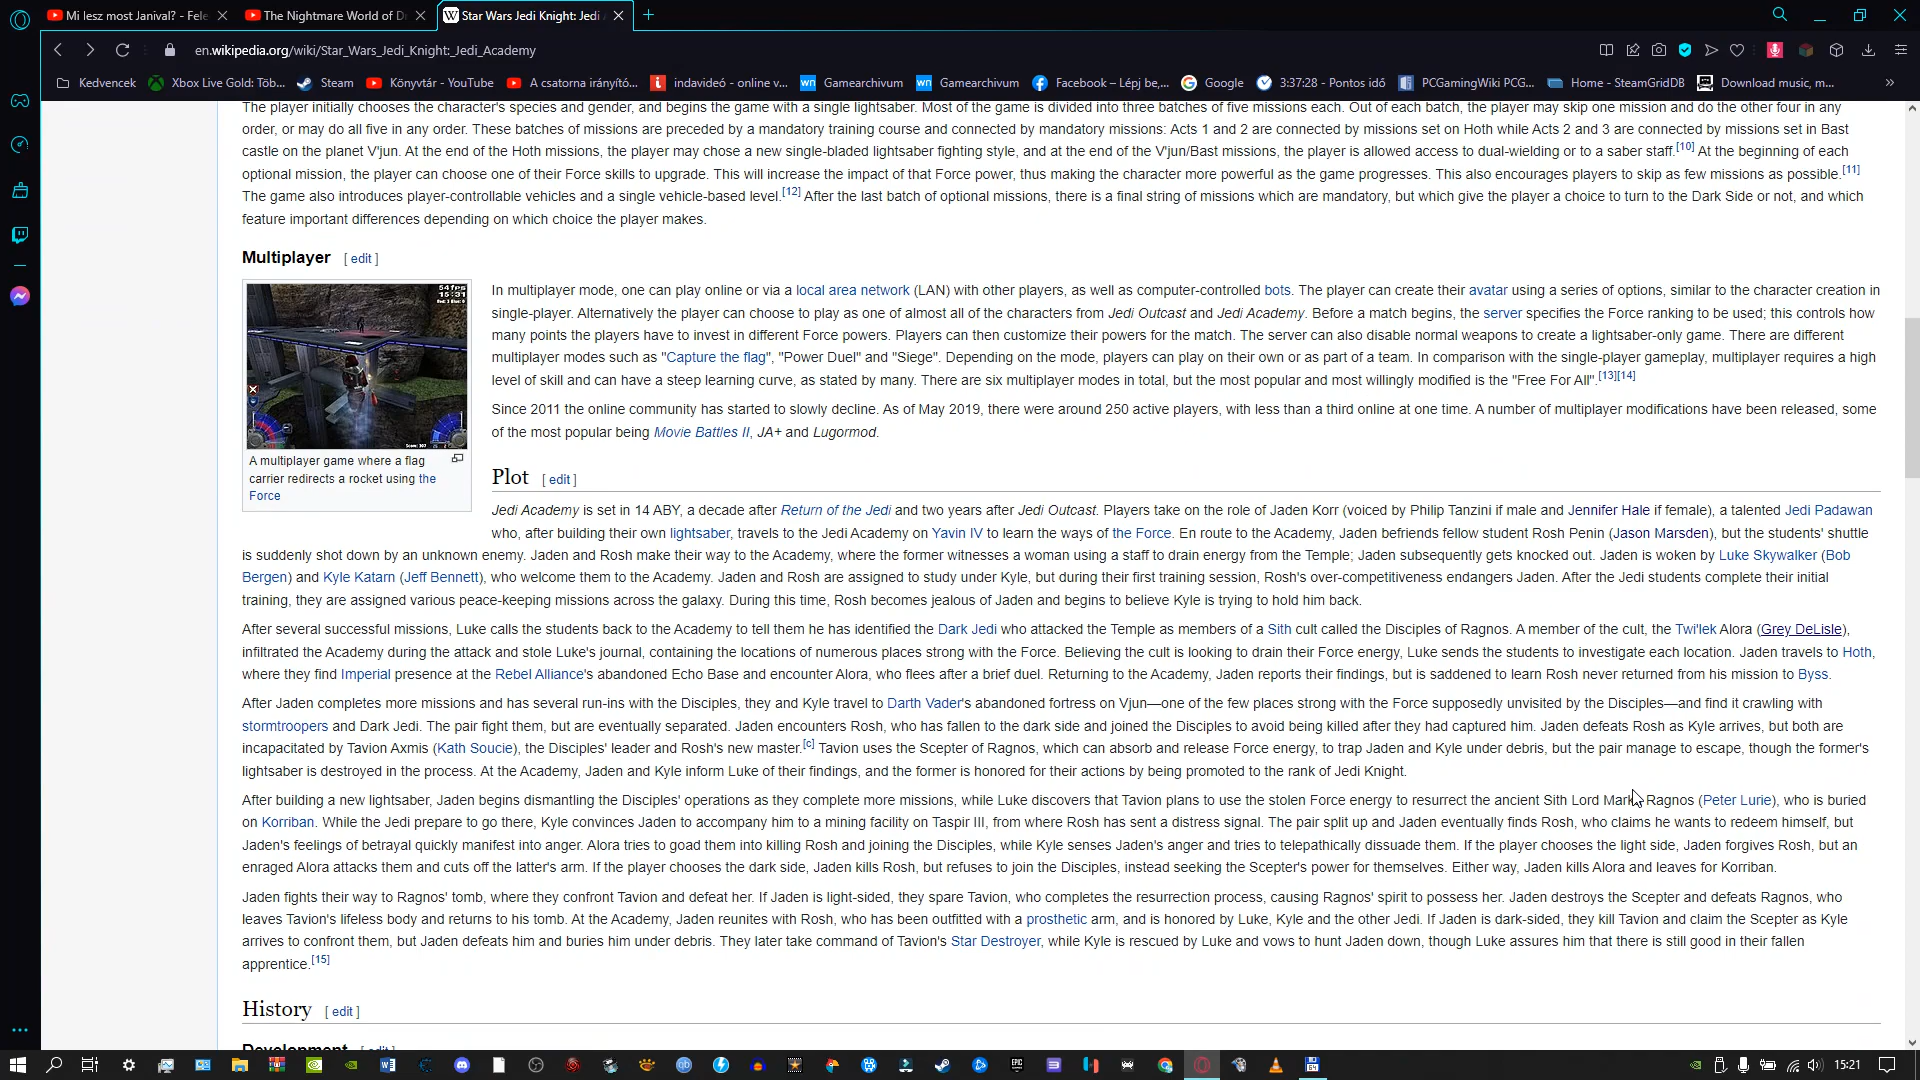 Mi lesz most Janival? - Fele
The Nightmare World of D
Star Wars Jedi Knight: Jedi A
en.wikipedia.org/wiki/Star_Wars_Jedi_Knight:_Jedi_Academy
Kedvencek Xbox Live Gold: Töb... Steam Könyvtár - YouTube A csatorna irányító... indavideó - online v... Gamearchivum Gamearchivum Facebook – Lépj be,... Google 3:37:28 - Pontos idő PCGamingWiki PCG... Home - SteamGridDB Download music, m... »
The player initially chooses the character's species and gender, and begins the game with a single lightsaber. Most of the game is divided into three batches of five missions each. Out of each batch, the player may skip one mission and do the other four in any
order, or may do all five in any order. These batches of missions are preceded by a mandatory training course and connected by mandatory missions: Acts 1 and 2 are connected by missions set on Hoth while Acts 2 and 3 are connected by missions set in Bast
castle on the planet V'jun. At the end of the Hoth missions, the player may chose a new single-bladed lightsaber fighting style, and at the end of the V'jun/Bast missions, the player is allowed access to dual-wielding or to a saber staff.[10] At the beginning of each
optional mission, the player can choose one of their Force skills to upgrade. This will increase the impact of that Force power, thus making the character more powerful as the game progresses. This also encourages players to skip as few missions as possible.[11]
The game also introduces player-controllable vehicles and a single vehicle-based level.[12] After the last batch of optional missions, there is a final string of missions which are mandatory, but which give the player a choice to turn to the Dark Side or not, and which
feature important differences depending on which choice the player makes.
Multiplayer [ edit ]
54fps
15:31
A multiplayer game where a flag
carrier redirects a rocket using the
Force
In multiplayer mode, one can play online or via a local area network (LAN) with other players, as well as computer-controlled bots. The player can create their avatar using a series of options, similar to the character creation in
single-player. Alternatively the player can choose to play as one of almost all of the characters from Jedi Outcast and Jedi Academy. Before a match begins, the server specifies the Force ranking to be used; this controls how
many points the players have to invest in different Force powers. Players can then customize their powers for the match. The server can also disable normal weapons to create a lightsaber-only game. There are different
multiplayer modes such as "Capture the flag", "Power Duel" and "Siege". Depending on the mode, players can play on their own or as part of a team. In comparison with the single-player gameplay, multiplayer requires a high
level of skill and can have a steep learning curve, as stated by many. There are six multiplayer modes in total, but the most popular and most willingly modified is the "Free For All".[13][14]
Since 2011 the online community has started to slowly decline. As of May 2019, there were around 250 active players, with less than a third online at one time. A number of multiplayer modifications have been released, some
of the most popular being Movie Battles II, JA+ and Lugormod.
Plot [ edit ]
Jedi Academy is set in 14 ABY, a decade after Return of the Jedi and two years after Jedi Outcast. Players take on the role of Jaden Korr (voiced by Philip Tanzini if male and Jennifer Hale if female), a talented Jedi Padawan
who, after building their own lightsaber, travels to the Jedi Academy on Yavin IV to learn the ways of the Force. En route to the Academy, Jaden befriends fellow student Rosh Penin (Jason Marsden), but the students' shuttle
is suddenly shot down by an unknown enemy. Jaden and Rosh make their way to the Academy, where the former witnesses a woman using a staff to drain energy from the Temple; Jaden subsequently gets knocked out. Jaden is woken by Luke Skywalker (Bob
Bergen) and Kyle Katarn (Jeff Bennett), who welcome them to the Academy. Jaden and Rosh are assigned to study under Kyle, but during their first training session, Rosh's over-competitiveness endangers Jaden. After the Jedi students complete their initial
training, they are assigned various peace-keeping missions across the galaxy. During this time, Rosh becomes jealous of Jaden and begins to believe Kyle is trying to hold him back.
After several successful missions, Luke calls the students back to the Academy to tell them he has identified the Dark Jedi who attacked the Temple as members of a Sith cult called the Disciples of Ragnos. A member of the cult, the Twi'lek Alora (Grey DeLisle),
infiltrated the Academy during the attack and stole Luke's journal, containing the locations of numerous places strong with the Force. Believing the cult is looking to drain their Force energy, Luke sends the students to investigate each location. Jaden travels to Hoth,
where they find Imperial presence at the Rebel Alliance's abandoned Echo Base and encounter Alora, who flees after a brief duel. Returning to the Academy, Jaden reports their findings, but is saddened to learn Rosh never returned from his mission to Byss.
After Jaden completes more missions and has several run-ins with the Disciples, they and Kyle travel to Darth Vader's abandoned fortress on Vjun—one of the few places strong with the Force supposedly unvisited by the Disciples—and find it crawling with
stormtroopers and Dark Jedi. The pair fight them, but are eventually separated. Jaden encounters Rosh, who has fallen to the dark side and joined the Disciples to avoid being killed after they had captured him. Jaden defeats Rosh as Kyle arrives, but both are
incapacitated by Tavion Axmis (Kath Soucie), the Disciples' leader and Rosh's new master.[c] Tavion uses the Scepter of Ragnos, which can absorb and release Force energy, to trap Jaden and Kyle under debris, but the pair manage to escape, though the former's
lightsaber is destroyed in the process. At the Academy, Jaden and Kyle inform Luke of their findings, and the former is honored for their actions by being promoted to the rank of Jedi Knight.
After building a new lightsaber, Jaden begins dismantling the Disciples' operations as they complete more missions, while Luke discovers that Tavion plans to use the stolen Force energy to resurrect the ancient Sith Lord Marka Ragnos (Peter Lurie), who is buried
on Korriban. While the Jedi prepare to go there, Kyle convinces Jaden to accompany him to a mining facility on Taspir III, from where Rosh has sent a distress signal. The pair split up and Jaden eventually finds Rosh, who claims he wants to redeem himself, but
Jaden's feelings of betrayal quickly manifest into anger. Alora tries to goad them into killing Rosh and joining the Disciples, while Kyle senses Jaden's anger and tries to telepathically dissuade them. If the player chooses the light side, Jaden forgives Rosh, but an
enraged Alora attacks them and cuts off the latter's arm. If the player chooses the dark side, Jaden kills Rosh, but refuses to join the Disciples, instead seeking the Scepter's power for themselves. Either way, Jaden kills Alora and leaves for Korriban.
Jaden fights their way to Ragnos' tomb, where they confront Tavion and defeat her. If Jaden is light-sided, they spare Tavion, who completes the resurrection process, causing Ragnos' spirit to possess her. Jaden destroys the Scepter and defeats Ragnos, who
leaves Tavion's lifeless body and returns to his tomb. At the Academy, Jaden reunites with Rosh, who has been outfitted with a prosthetic arm, and is honored by Luke, Kyle and the other Jedi. If Jaden is dark-sided, they kill Tavion and claim the Scepter as Kyle
arrives to confront them, but Jaden defeats him and buries him under debris. They later take command of Tavion's Star Destroyer, while Kyle is rescued by Luke and vows to hunt Jaden down, though Luke assures him that there is still good in their fallen
apprentice.[15]
History [ edit ]
Development [ edit ]
15:21